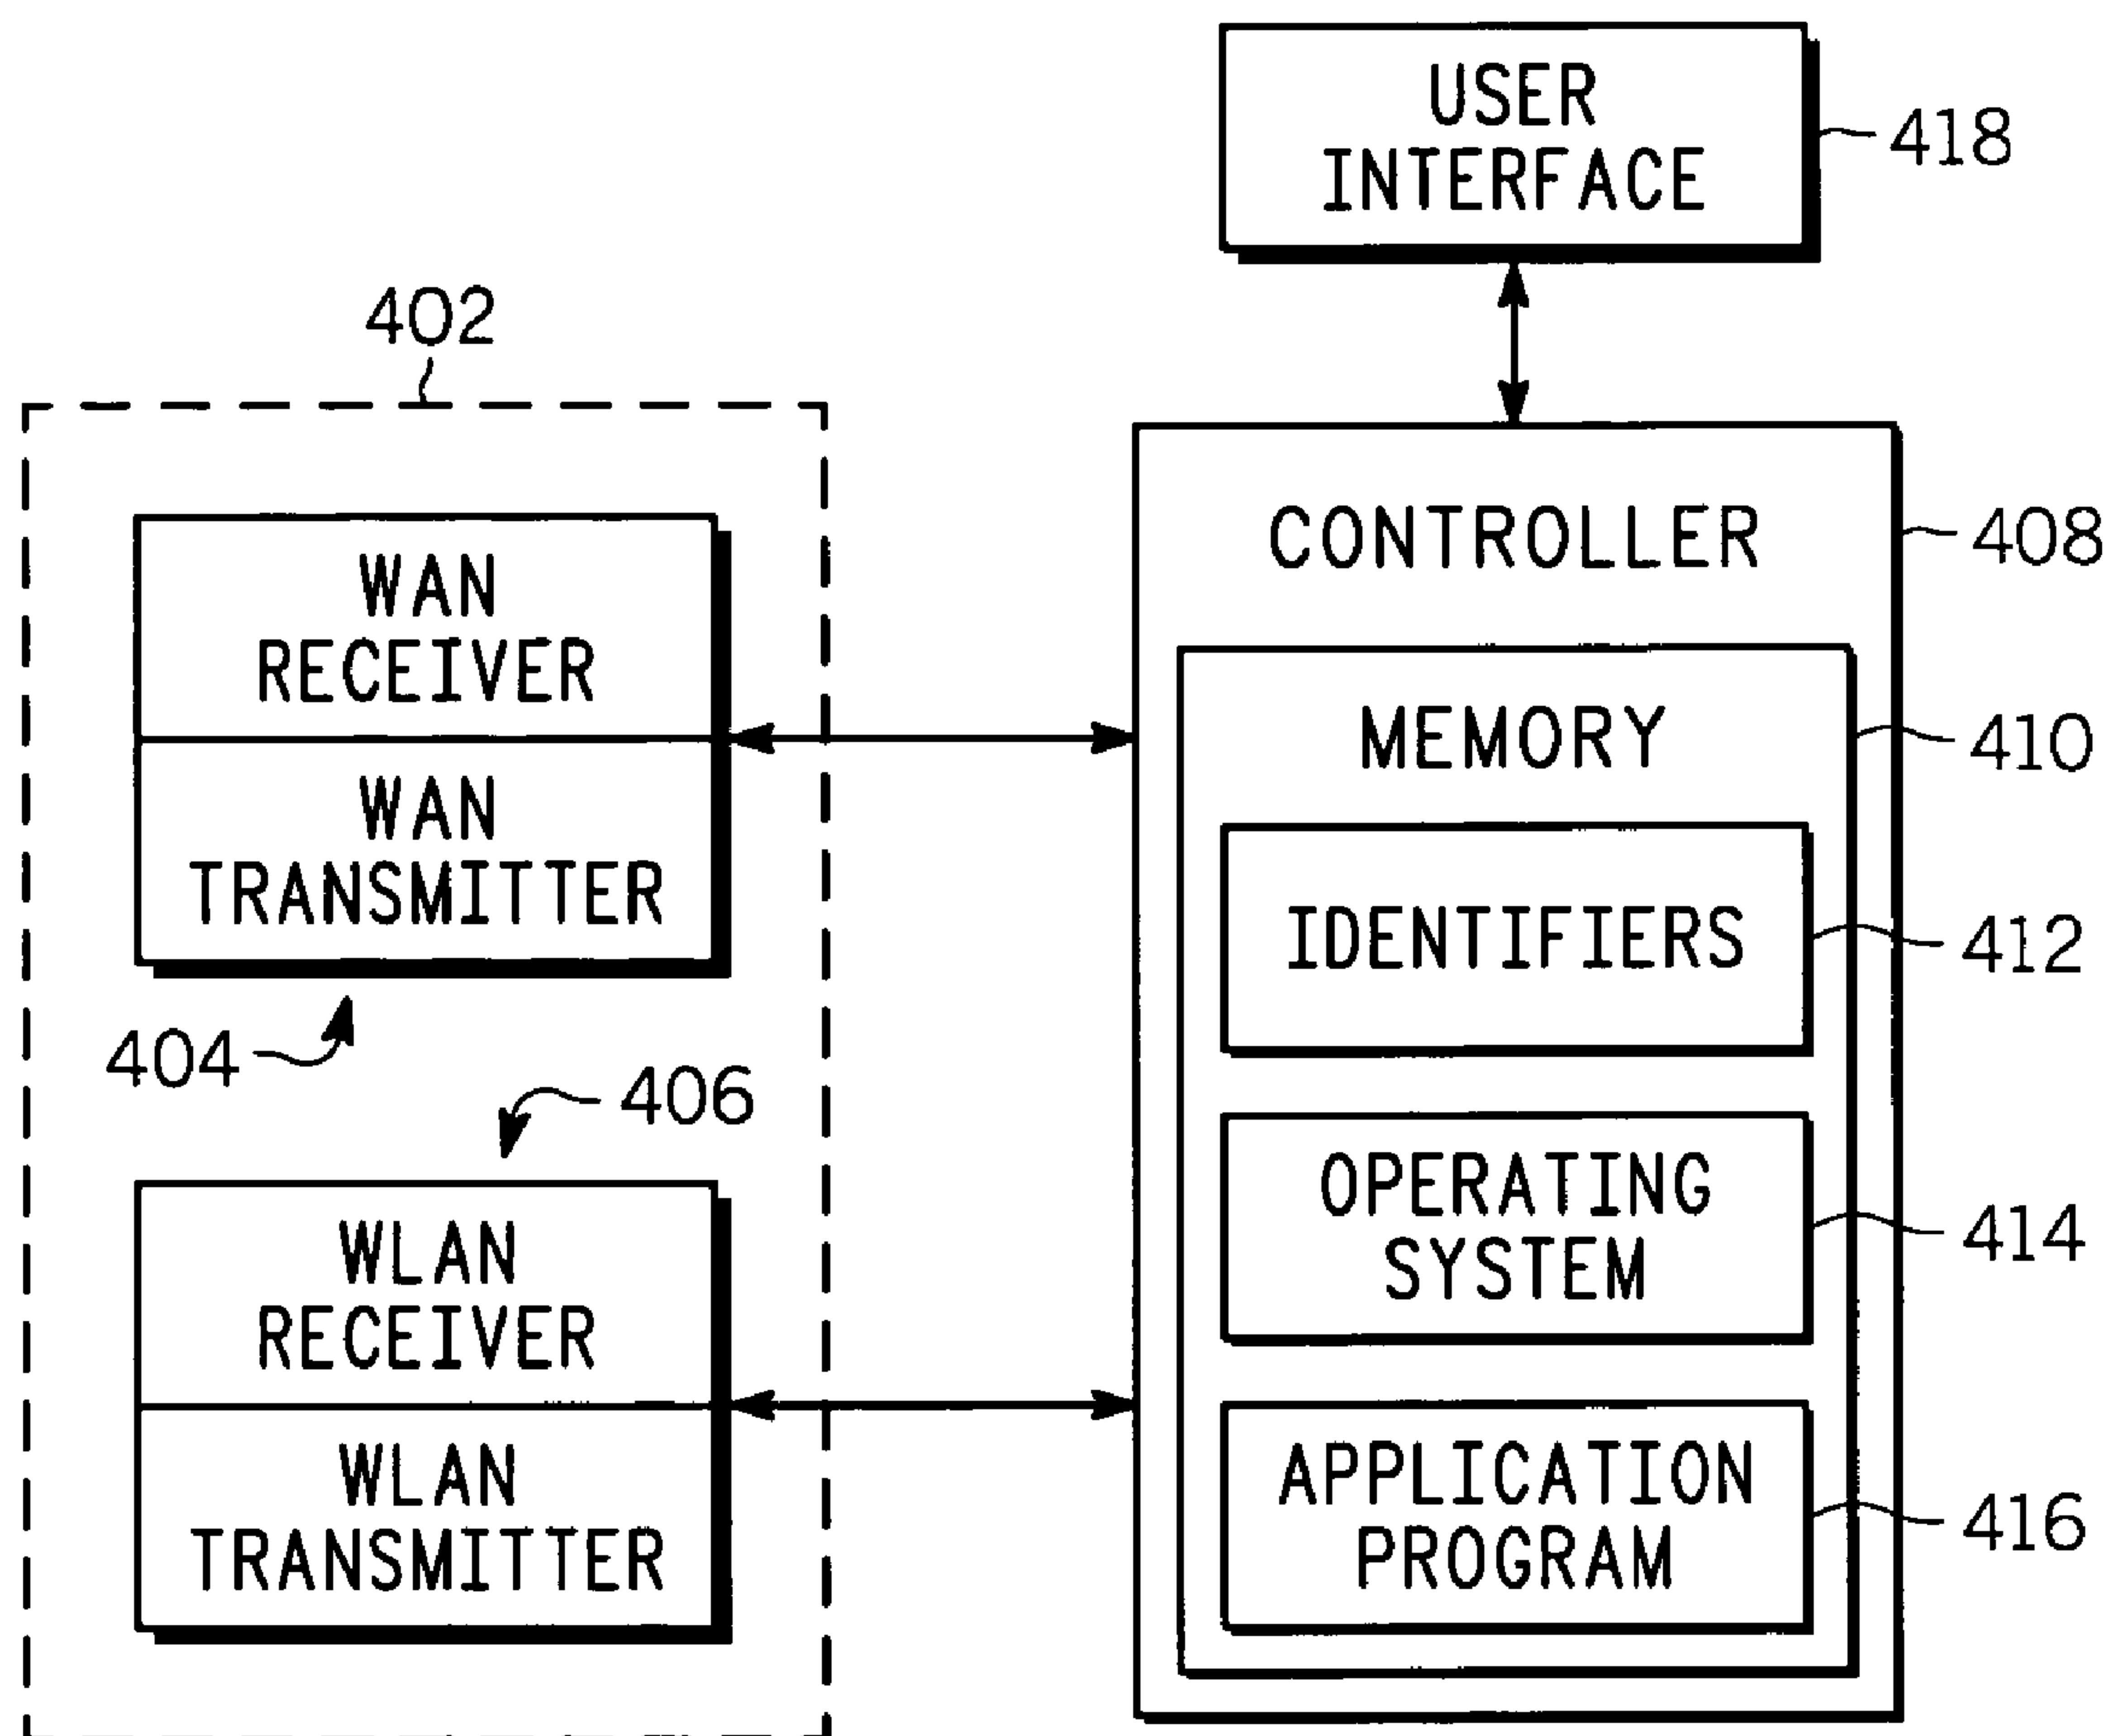 USER
INTERFACE
418
402
CONTROLLER
408
WAN
RECEIVER
WAN
TRANSMITTER
404
406
WLAN
RECEIVER
WLAN
TRANSMITTER
MEMORY
410
IDENTIFIERS
412
OPERATING
SYSTEM
414
APPLICATION
PROGRAM
416